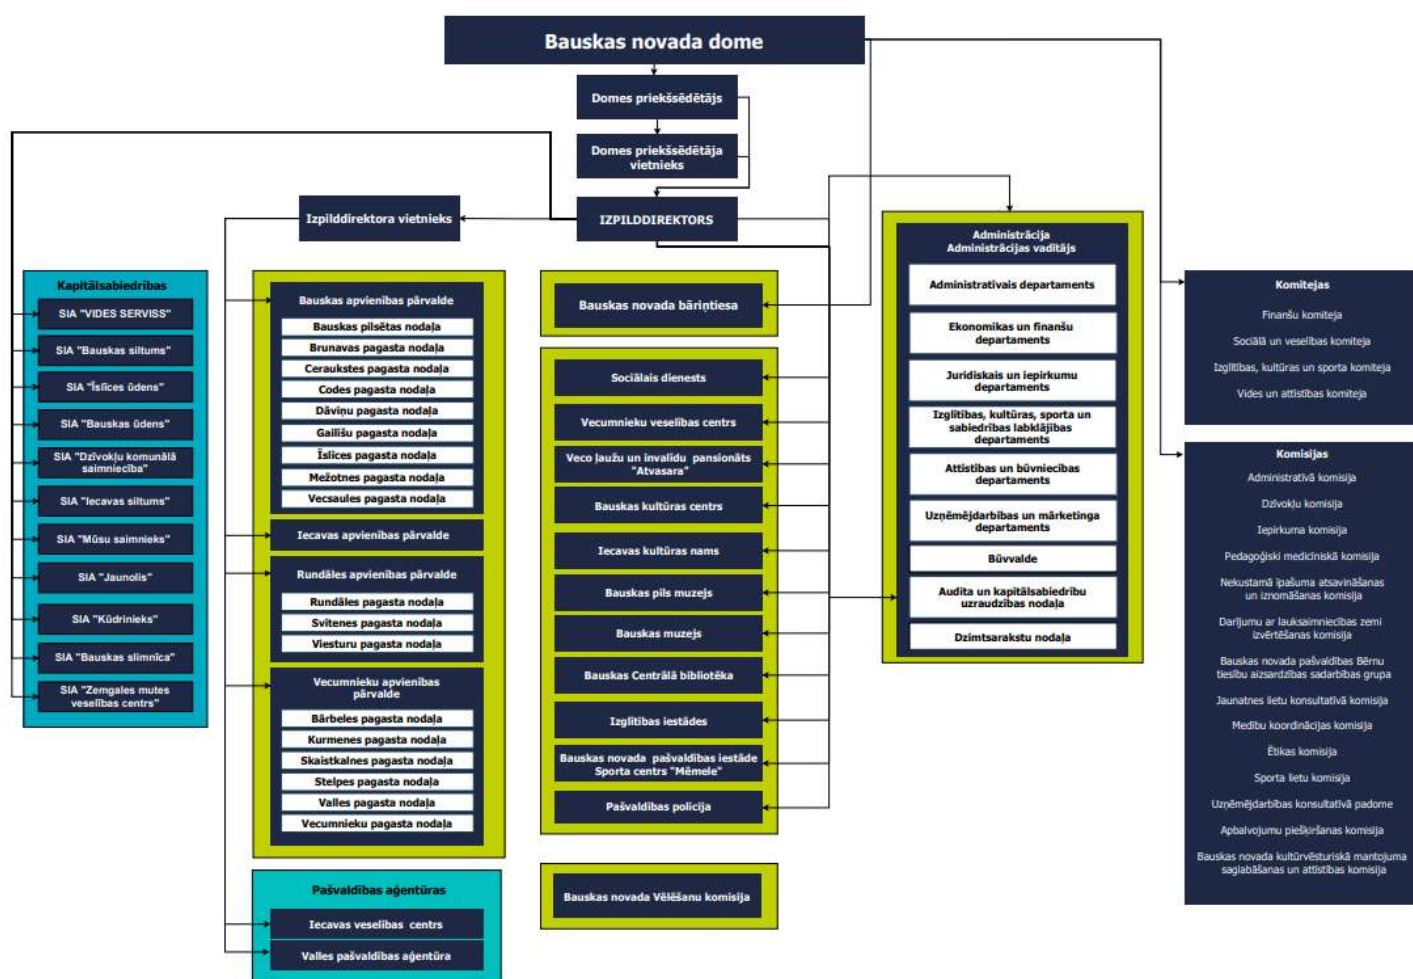 Bauskas novada dome
Domes priekšsēdētājs
Domes priekšsēdētāja
vietnieks
Izpilddirektora vietnieks
IZPILDDIREKTORS
Kapitālsabiedrības
SIA "VIDES SERVISS"
SIA "Bauskas siltums"
SIA "Īslīces ūdens"
SIA "Bauskas ūdens"
SIA "Dzīvokļu komunālā
saimniecība"
SIA "Iecavas siltums"
SIA "Mūsu saimnieks"
SIA "Jaunolis"
SIA "Kūdrinieks"
SIA "Bauskas slimnīca"
SIA "Zemgales mutes
veselības centrs"
Bauskas apvienības pārvalde
Bauskas pilsētas nodaļa
Brunavas pagasta nodaļa
Ceraukstes pagasta nodaļa
Codes pagasta nodaļa
Dāviņu pagasta nodaļa
Gailīšu pagasta nodaļa
Īslīces pagasta nodaļa
Mežotnes pagasta nodaļa
Vecsaules pagasta nodaļa
Iecavas apvienības pārvalde
Rundāles apvienības pārvalde
Rundāles pagasta nodaļa
Svitenes pagasta nodaļa
Viesturu pagasta nodaļa
Vecumnieku apvienības
pārvalde
Bārbeles pagasta nodaļa
Kurmenes pagasta nodaļa
Skaistkalnes pagasta nodaļa
Stelpes pagasta nodaļa
Valles pagasta nodaļa
Vecumnieku pagasta nodaļa
Pašvaldības aģentūras
Iecavas veselības centrs
Valles pašvaldības aģentūra
Bauskas novada bāriņtiesa
Sociālais dienests
Vecumnieku veselības centrs
Veco ļaužu un invalīdu pansionāts
"Atvasara"
Bauskas kultūras centrs
Iecavas kultūras nams
Bauskas pils muzejs
Bauskas muzejs
Bauskas Centrālā bibliotēka
Izglītības iestādes
Bauskas novada pašvaldības iestāde
Sporta centrs "Mēmele"
Pašvaldības policija
Bauskas novada Vēlēšanu komisija
Administrācija
Administrācijas vadītājs
Administratīvais departaments
Ekonomikas un finanšu
departaments
Juridiskais un iepirkumu
departaments
Izglītības, kultūras, sporta un
sabiedrības labklājības
departaments
Attīstības un būvniecības
departaments
Uzņēmējdarbības un mārketinga
departaments
Būvvalde
Audita un kapitālsabiedrību
uzraudzības nodaļa
Dzimtsarakstu nodaļa
Komitejas
Finanšu komiteja
Sociālā un veselības komiteja
Izglītības, kultūras un sporta komiteja
Vides un attīstības komiteja
Komisijas
Administratīvā komisija
Dzīvokļu komisija
Iepirkuma komisija
Pedagoģiski medicīniskā komisija
Nekustamā īpašuma atsavināšanas
un iznomāšanas komisija
Darījumu ar lauksaimniecības zemi
izvērtēšanas komisija
Bauskas novada pašvaldības Bērnu
tiesību aizsardzības sadarbības grupa
Jaunatnes lietu konsultatīvā komisija
Medību koordinācijas komisija
Ētikas komisija
Sporta lietu komisija
Uzņēmējdarbības konsultatīvā padome
Apbalvojumu piešķiršanas komisija
Bauskas novada kultūrvēsturiskā mantojuma
saglabāšanas un attīstības komisija